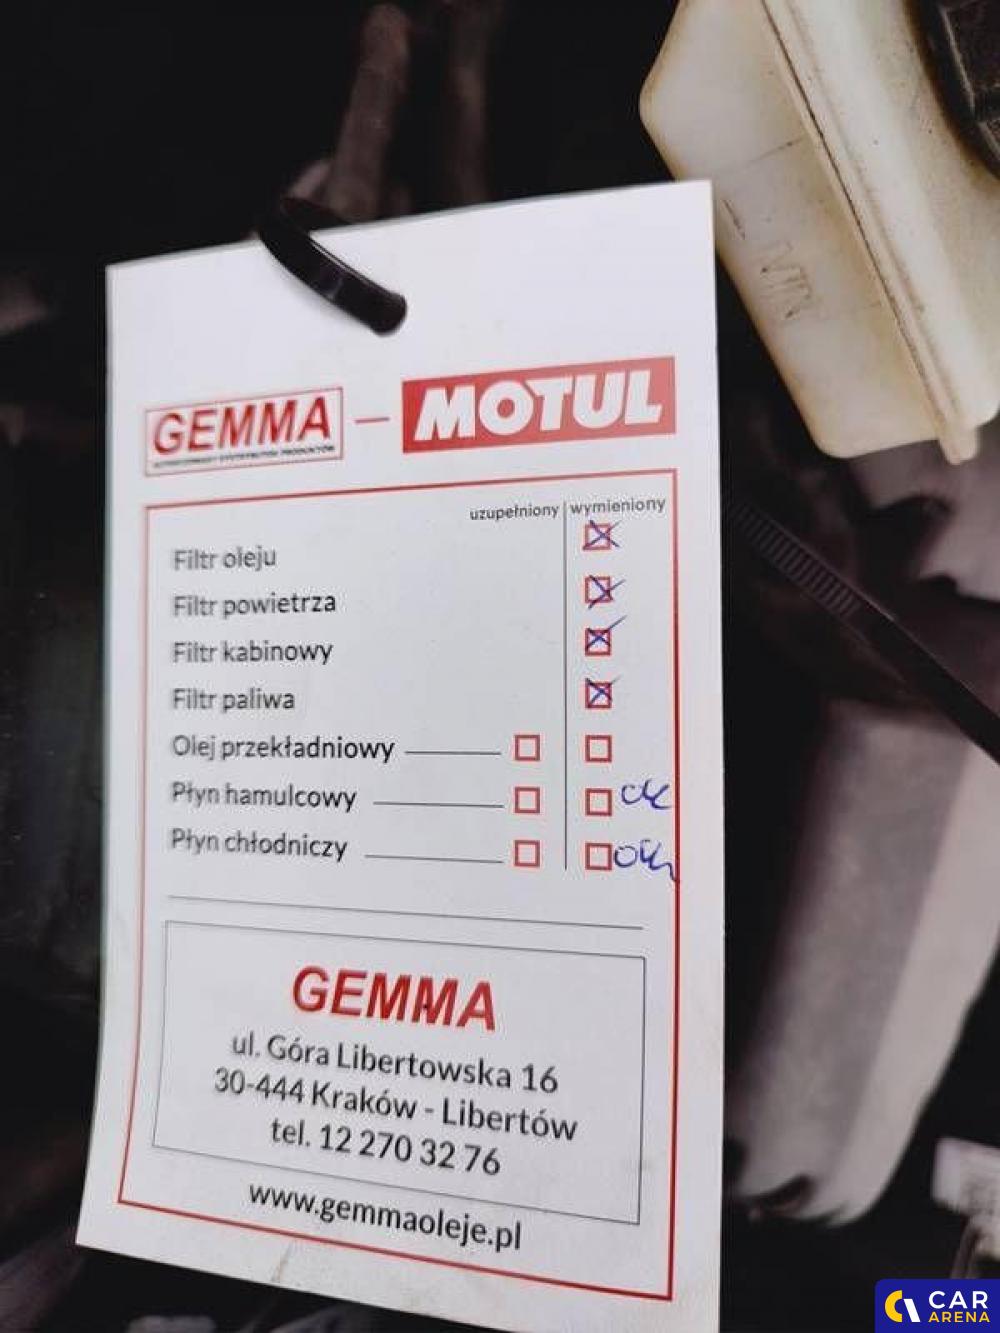 MIN
GEMMA — MOTUL
uzupełniony | wymieniony
Filtr oleju
Filtr powietrza
Filtr kabinowy
Filtr paliwa
Olej przekładniowy
Płyn hamulcowy ok
Płyn chłodniczy
GEMMA
ul. Góra Libertowska 16
30-444 Kraków - Libertów
tel. 12 270 32 76
www.gemmaoleje.pl
CAR
ARENA